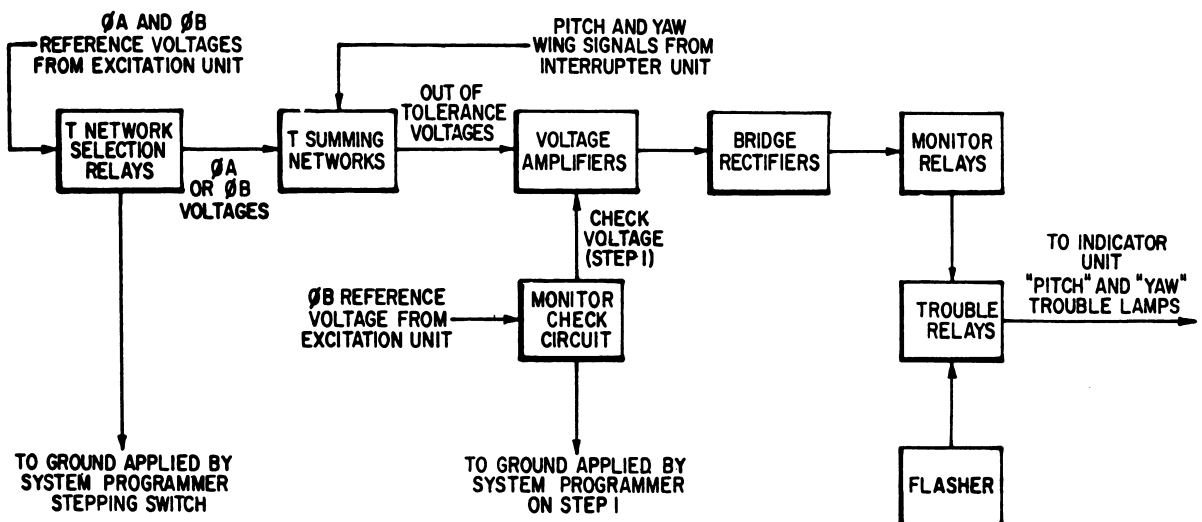 ØA AND ØB
REFERENCE VOLTAGES
FROM EXCITATION UNIT
PITCH AND YAW
WING SIGNALS FROM
INTERRUPTER UNIT
T NETWORK
SELECTION
RELAYS
ØA
OR ØB
VOLTAGES
T SUMMING
NETWORKS
OUT OF
TOLERANCE
VOLTAGES
VOLTAGE
AMPLIFIERS
BRIDGE
RECTIFIERS
MONITOR
RELAYS
CHECK
VOLTAGE
(STEP I)
ØB REFERENCE
VOLTAGE FROM
EXCITATION UNIT
MONITOR
CHECK
CIRCUIT
TROUBLE
RELAYS
TO INDICATOR
UNIT
"PITCH" AND "YAW"
TROUBLE LAMPS
TO GROUND APPLIED BY
SYSTEM PROGRAMMER
STEPPING SWITCH
TO GROUND APPLIED BY
SYSTEM PROGRAMMER
ON STEP I
FLASHER